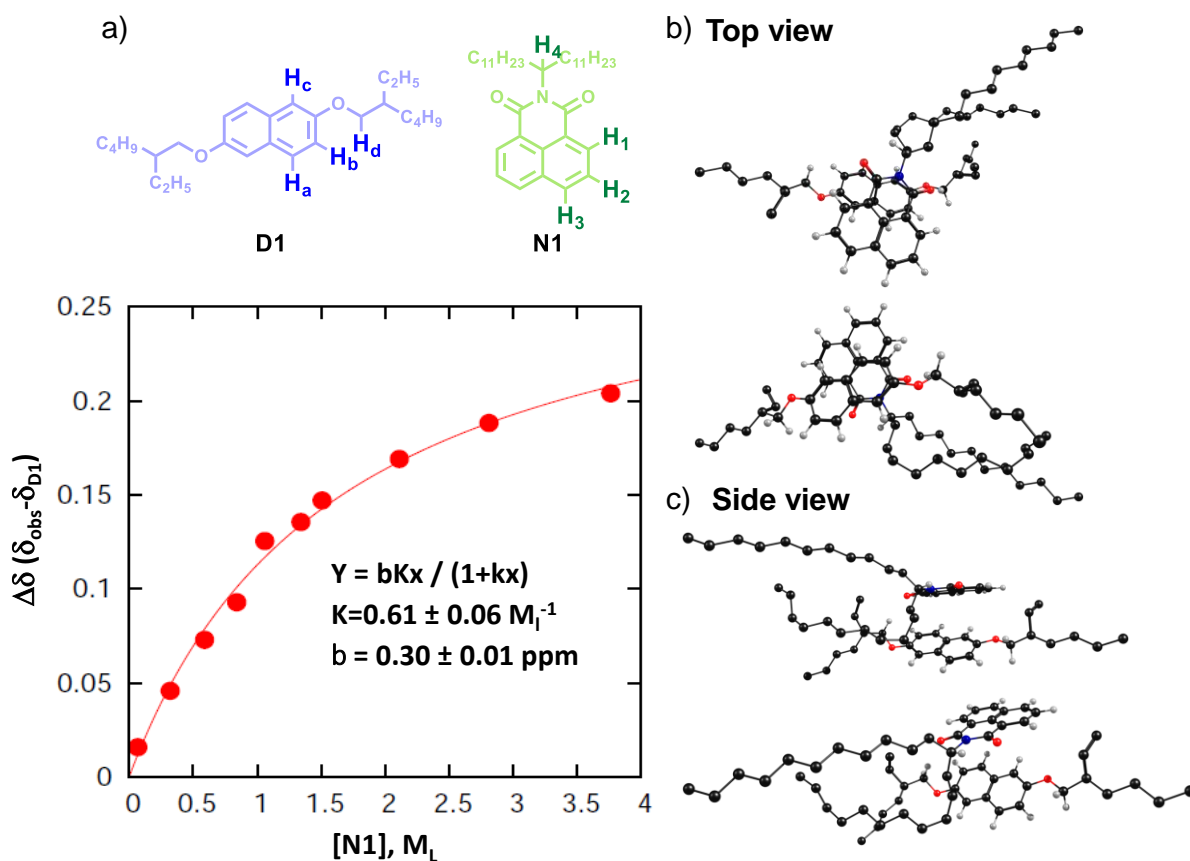 a)
b) Top view
H4
C11H23 C11H23
C2H5
Hc
O N O
O
C4H9
H1
C4H9
Hd
O
Hb
H2
C2H5
Ha
H3
D1
N1
0.25
0.2
0.15
0.1
0.05
0
Δδ (δobs-δD1)
Y = bKx / (1+kx)
K=0.61 ± 0.06 Ml-1
b = 0.30 ± 0.01 ppm
0 0.5 1 1.5 2 2.5 3 3.5 4
[N1], ML
c) Side view